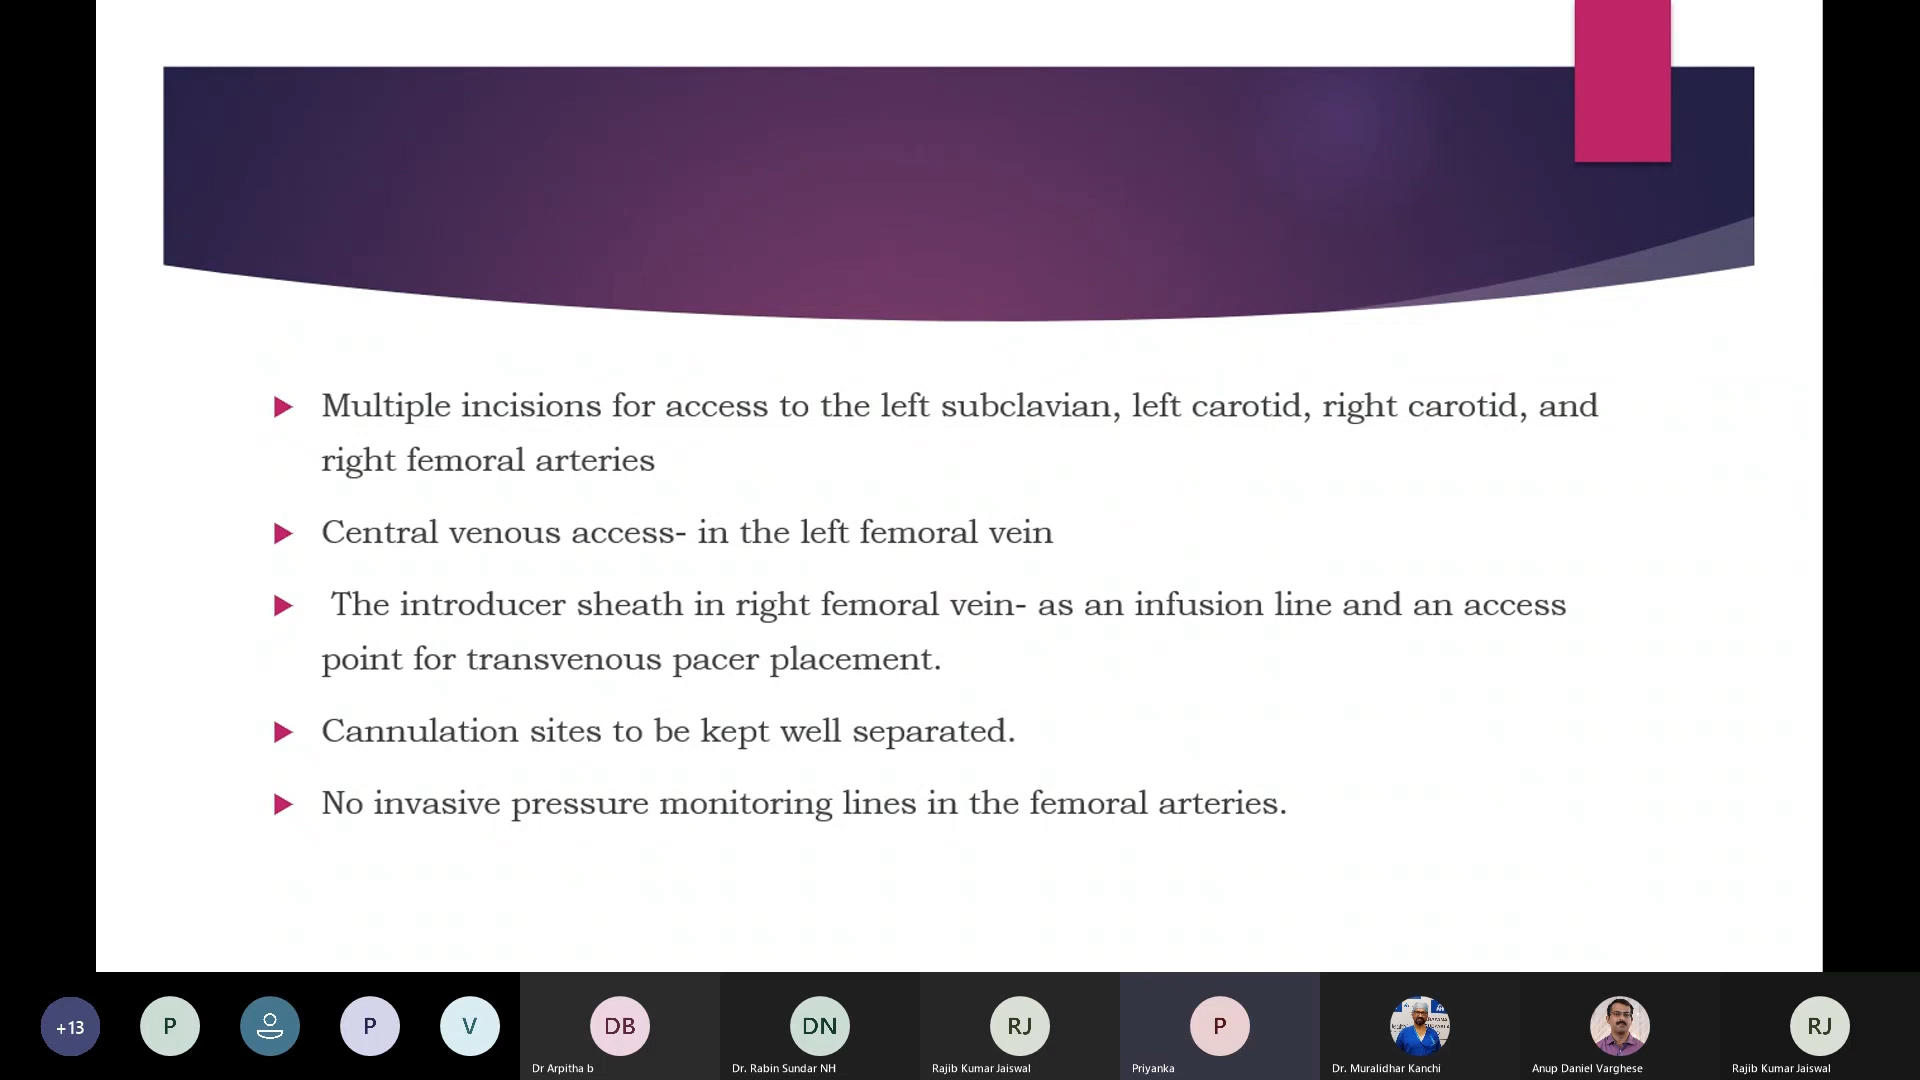 Multiple incisions for access to the left subclavian, left carotid, right carotid, and
right femoral arteries
Central venous access- in the left femoral vein
The introducer sheath in right femoral vein- as an infusion line and an access
point for transvenous pacer placement.
Cannulation sites to be kept well separated.
No invasive pressure monitoring lines in the femoral arteries.
+13
P
P
V
DB
DN
RJ
P
RJ
Dr Arpitha b
Dr. Rabin Sundar NH
Rajib Kumar Jaiswal
Priyanka
Dr. Muralidhar Kanchi
Anup Daniel Varghese
Rajib Kumar Jaiswal